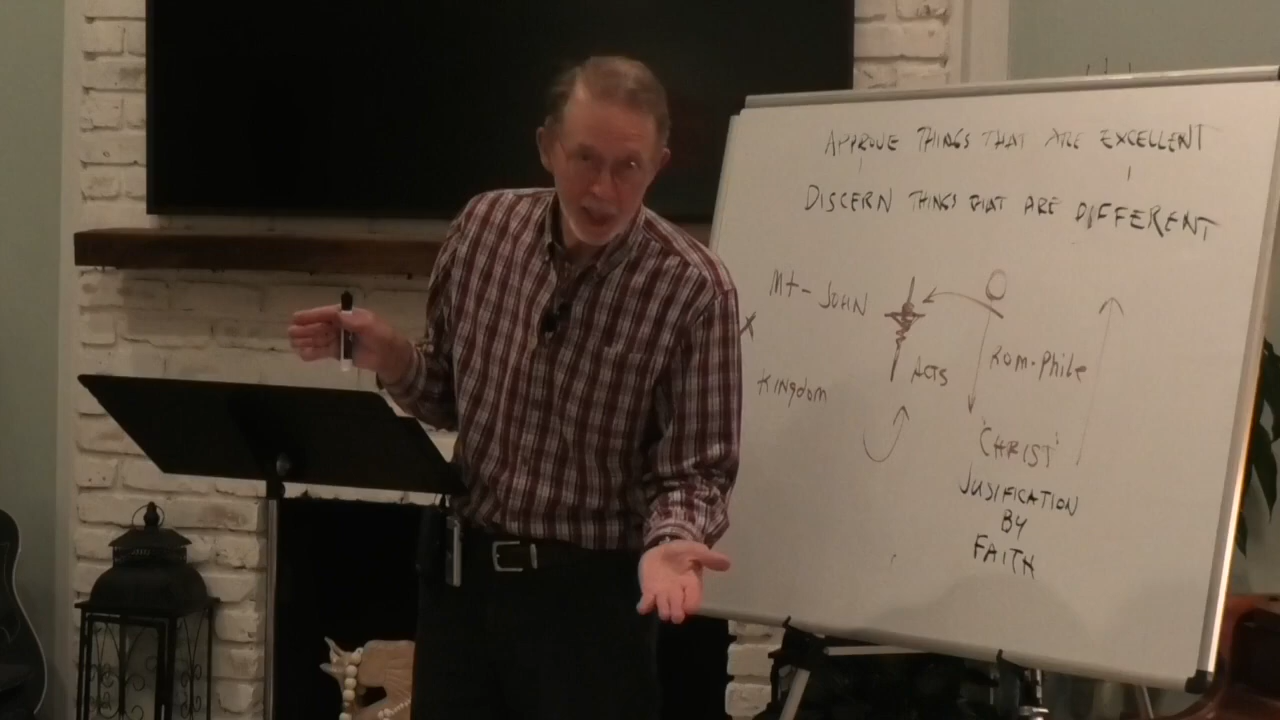 APPROVE THINGS THAT ARE EXCELLENT
DISCERN THINGS THAT ARE DIFFERENT
Mt - JOHN
Rom-Phile
ACTS
Kingdom
'CHRIST'
JUSIFICATION
BY
FAITH